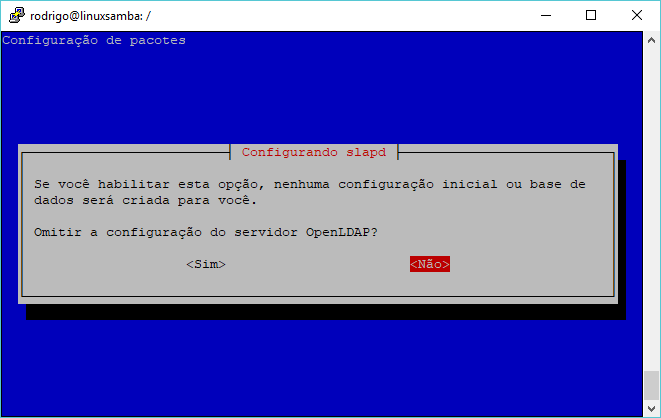 rodrigo@linuxsamba: /
Configuração de pacotes
Configurando slapd
Se você habilitar esta opção, nenhuma configuração inicial ou base de
dados será criada para você.
Omitir a configuração do servidor OpenLDAP?
<Sim> <Não>